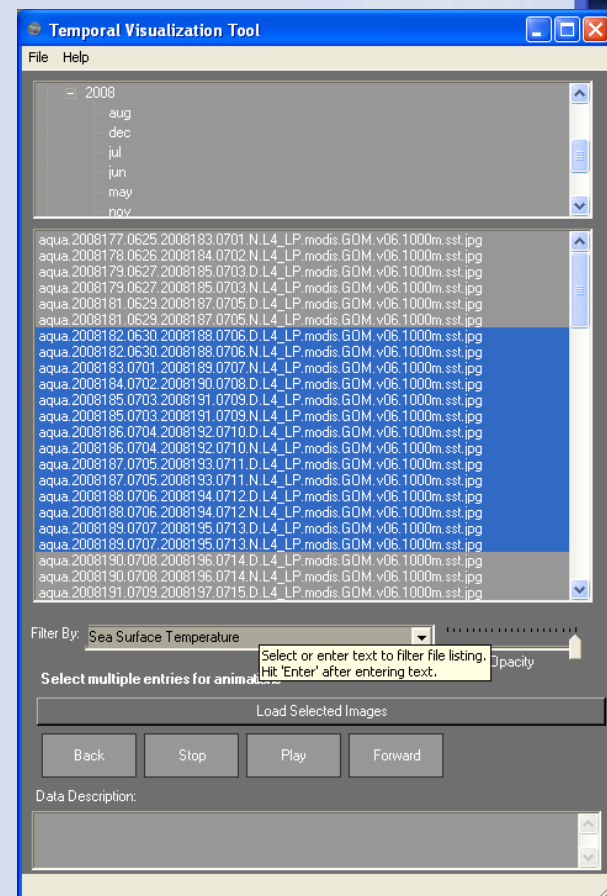 Temporal Visualization Tool
File Help
2008
aug
dec
jul
jun
may
nov
aqua.2008177.0625.2008183.0701.N.L4_LP.modis.GOM.v06.1000m.sst.jpg
aqua.2008178.0626.2008184.0702.N.L4_LP.modis.GOM.v06.1000m.sst.jpg
aqua.2008179.0627.2008185.0703.D.L4_LP.modis.GOM.v06.1000m.sst.jpg
aqua.2008179.0627.2008185.0703.N.L4_LP.modis.GOM.v06.1000m.sst.jpg
aqua.2008181.0629.2008187.0705.D.L4_LP.modis.GOM.v06.1000m.sst.jpg
aqua.2008181.0629.2008187.0705.N.L4_LP.modis.GOM.v06.1000m.sst.jpg
aqua.2008182.0630.2008188.0706.D.L4_LP.modis.GOM.v06.1000m.sst.jpg
aqua.2008182.0630.2008188.0706.N.L4_LP.modis.GOM.v06.1000m.sst.jpg
aqua.2008183.0701.2008189.0707.N.L4_LP.modis.GOM.v06.1000m.sst.jpg
aqua.2008184.0702.2008190.0708.D.L4_LP.modis.GOM.v06.1000m.sst.jpg
aqua.2008185.0703.2008191.0709.D.L4_LP.modis.GOM.v06.1000m.sst.jpg
aqua.2008185.0703.2008191.0709.N.L4_LP.modis.GOM.v06.1000m.sst.jpg
aqua.2008186.0704.2008192.0710.D.L4_LP.modis.GOM.v06.1000m.sst.jpg
aqua.2008186.0704.2008192.0710.N.L4_LP.modis.GOM.v06.1000m.sst.jpg
aqua.2008187.0705.2008193.0711.D.L4_LP.modis.GOM.v06.1000m.sst.jpg
aqua.2008187.0705.2008193.0711.N.L4_LP.modis.GOM.v06.1000m.sst.jpg
aqua.2008188.0706.2008194.0712.D.L4_LP.modis.GOM.v06.1000m.sst.jpg
aqua.2008188.0706.2008194.0712.N.L4_LP.modis.GOM.v06.1000m.sst.jpg
aqua.2008189.0707.2008195.0713.D.L4_LP.modis.GOM.v06.1000m.sst.jpg
aqua.2008189.0707.2008195.0713.N.L4_LP.modis.GOM.v06.1000m.sst.jpg
aqua.2008190.0708.2008196.0714.D.L4_LP.modis.GOM.v06.1000m.sst.jpg
aqua.2008190.0708.2008196.0714.N.L4_LP.modis.GOM.v06.1000m.sst.jpg
aqua.2008191.0709.2008197.0715.D.L4_LP.modis.GOM.v06.1000m.sst.jpg
Filter By: Sea Surface Temperature
Select or enter text to filter file listing.
Hit 'Enter' after entering text.
Opacity
Select multiple entries for
Load Selected Images
Back Stop Play Forward
Data Description: